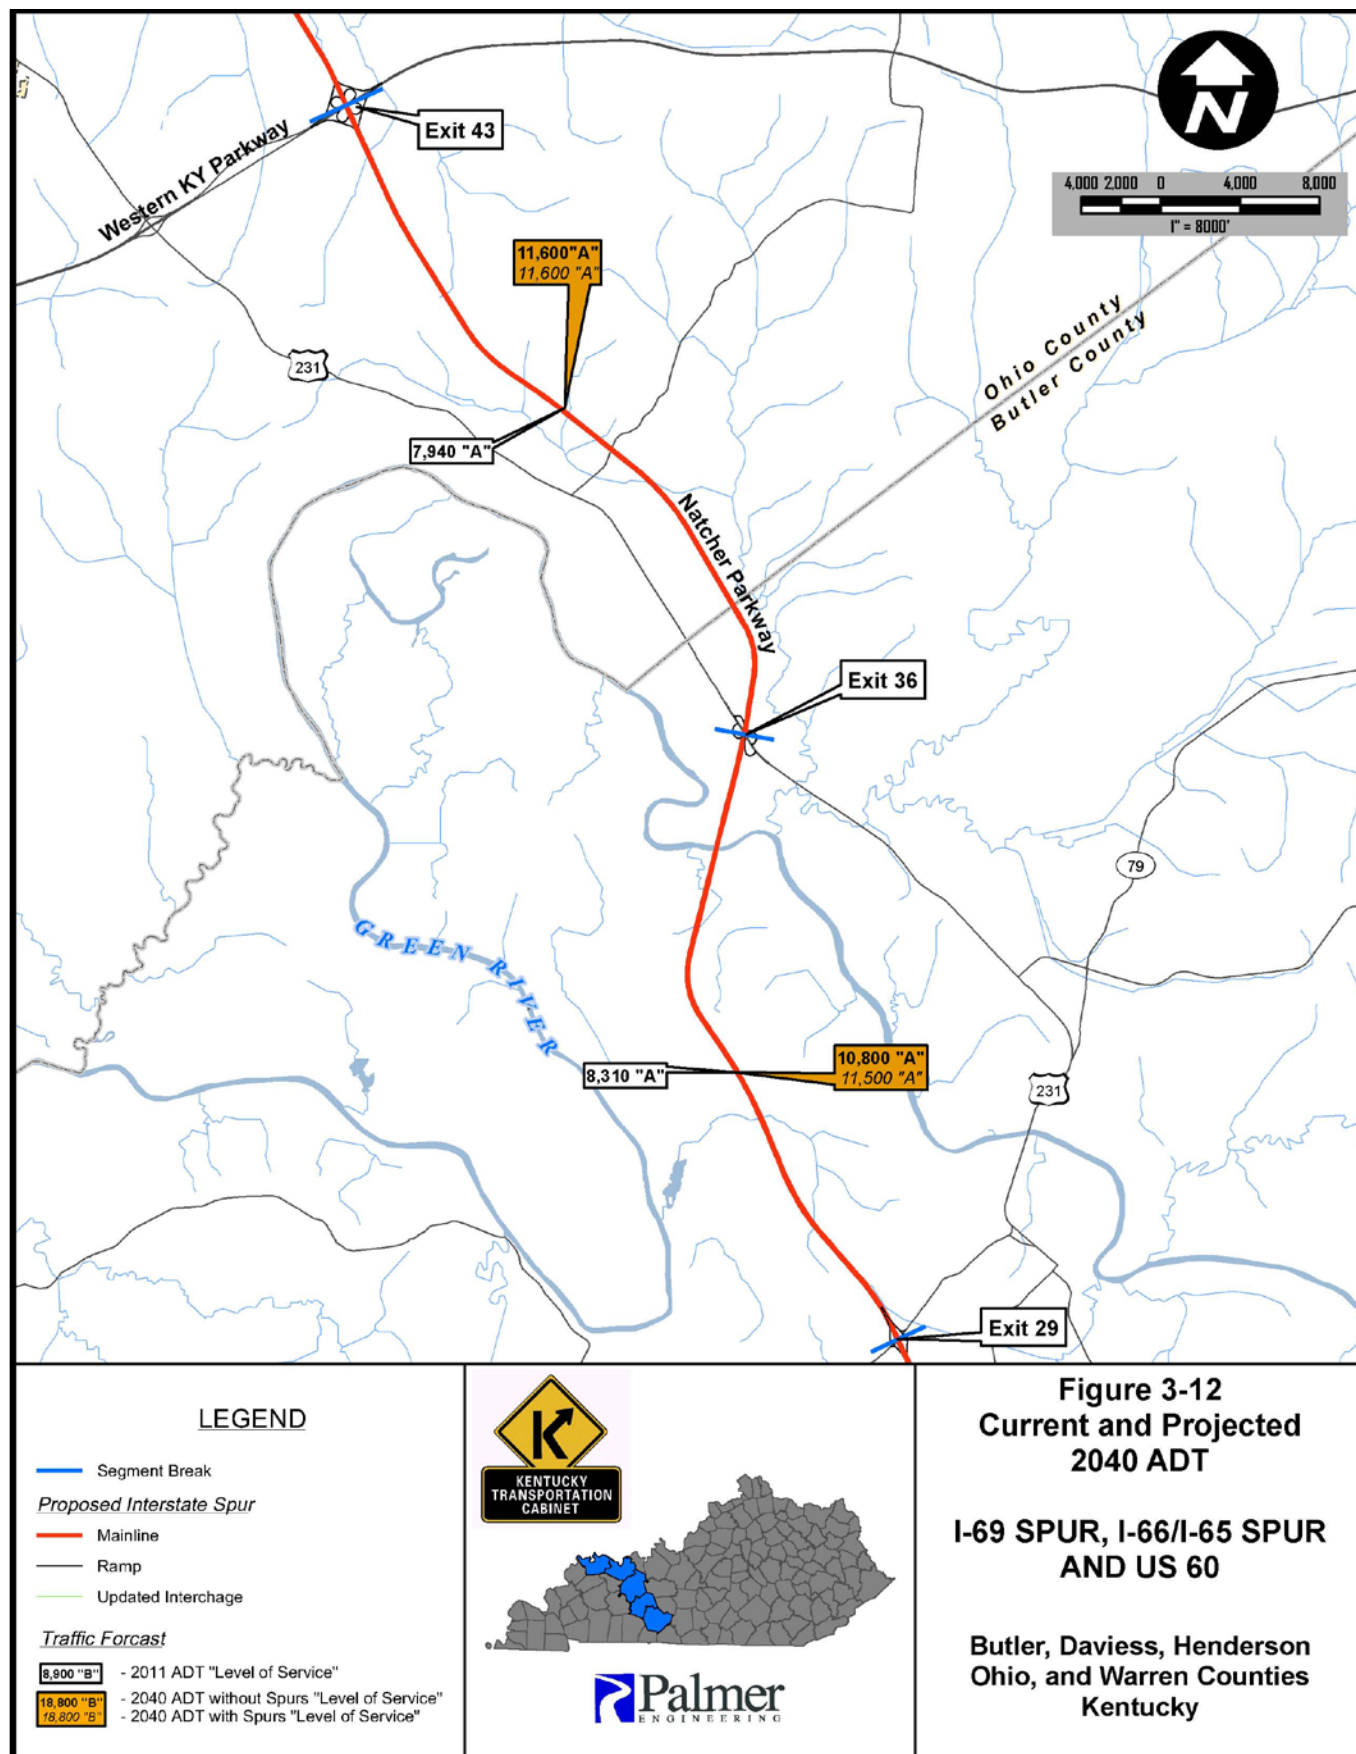 N
Exit 43
Western KY Parkway
4,000 2,000 0 4,000 8,000
1" = 8000'
11,600"A"
11,600 "A"
Ohio County
Butler County
231
7,940 "A"
Natcher Parkway
Exit 36
79
GREEN RIVER
8,310 "A"
10,800 "A"
11,500 "A"
231
Exit 29
LEGEND
Segment Break
Proposed Interstate Spur
Mainline
Ramp
Updated Interchage
Traffic Forcast
8,900 "B" - 2011 ADT "Level of Service"
18,800 "B" - 2040 ADT without Spurs "Level of Service"
18,800 "B" - 2040 ADT with Spurs "Level of Service"
KENTUCKY
TRANSPORTATION
CABINET
Palmer
ENGINEERING
Figure 3-12
Current and Projected
2040 ADT
I-69 SPUR, I-66/I-65 SPUR
AND US 60
Butler, Daviess, Henderson
Ohio, and Warren Counties
Kentucky